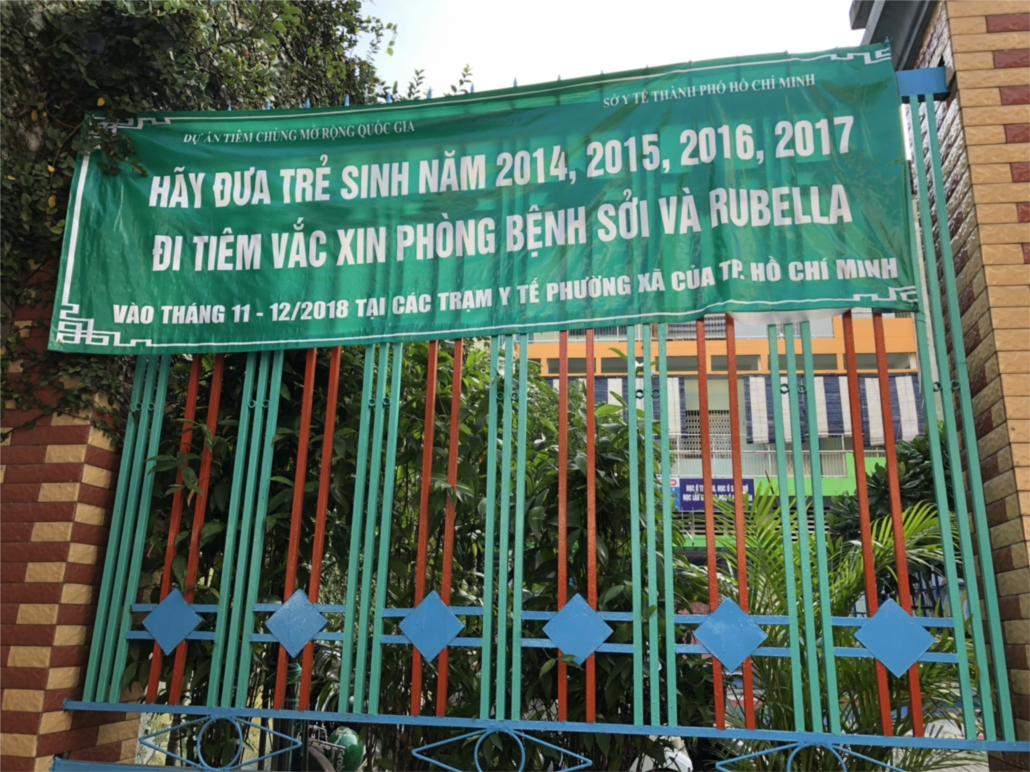 DỰ ÁN TIÊM CHỦNG MỞ RỘNG QUỐC GIA
SỞ Y TẾ THÀNH PHỐ HỒ CHÍ MINH
HÃY ĐƯA TRẺ SINH NĂM 2014, 2015, 2016, 2017
ĐI TIÊM VẮC XIN PHÒNG BỆNH SỞI VÀ RUBELLA
VÀO THÁNG 11 - 12/2018 TẠI CÁC TRẠM Y TẾ PHƯỜNG XÃ CỦA TP. HỒ CHÍ MINH